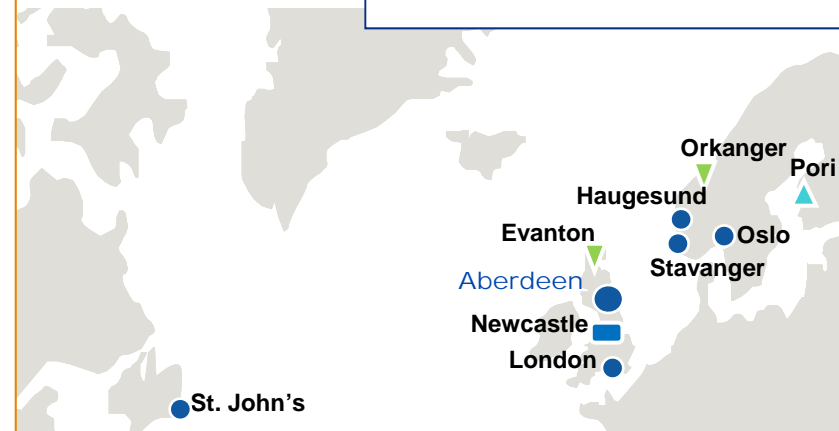 Orkanger
Pori
Haugesund
Evanton
Oslo
Stavanger
Aberdeen
Newcastle
London
St. John’s